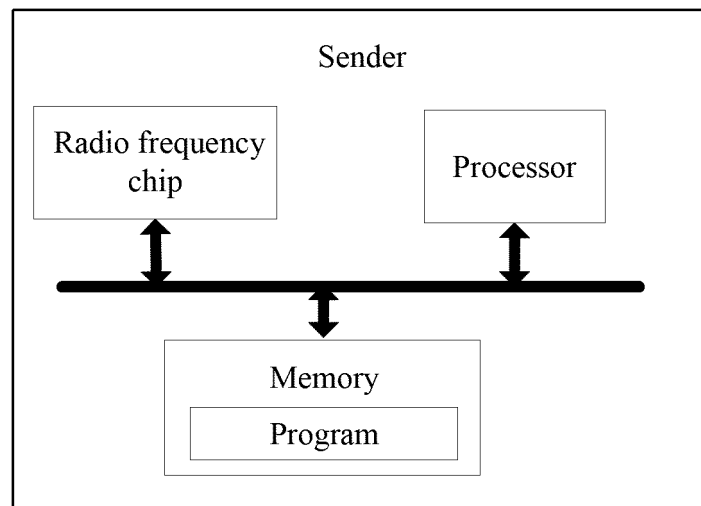 Sender
Radio frequency
chip
Processor
Memory
Program